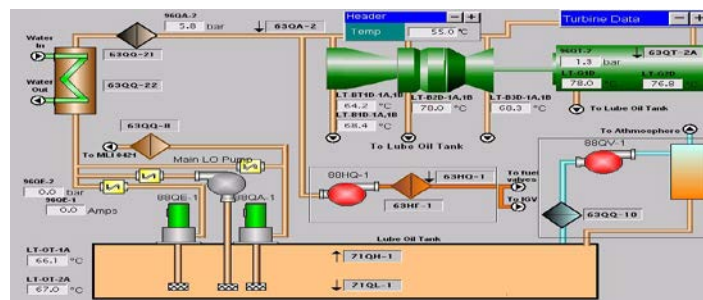 96QA-2
5.8 bar
63QA-2
Header
Temp 55.0 °C
Turbine Data
Water In
63QQ-21
Water Out
63QQ-22
96QT-2
1.3 bar
63QT-2A
LT-G1D
78.0 °C
LT-G2D
76.8 °C
LT-BT1D-1A,1B
64.2 °C
LT-B1D-1A,1B
68.4 °C
LT-B2D-1A,1B
78.0 °C
LT-B3D-1A,1B
68.3 °C
To Lube Oil Tank
To Lube Oil Tank
63QQ-8
To MLI 0421
Main LO Pump
96QE-2
0.0 bar
96QE-1
0.0 Amps
88QE-1
88QA-1
88HQ-1
63HQ-1
63HF-1
To fuel valves
To IGV
To Athmosphere
88QV-1
63QQ-10
Lube Oil Tank
LT-OT-1A
66.1 °C
LT-OT-2A
67.0 °C
71QH-1
71QL-1